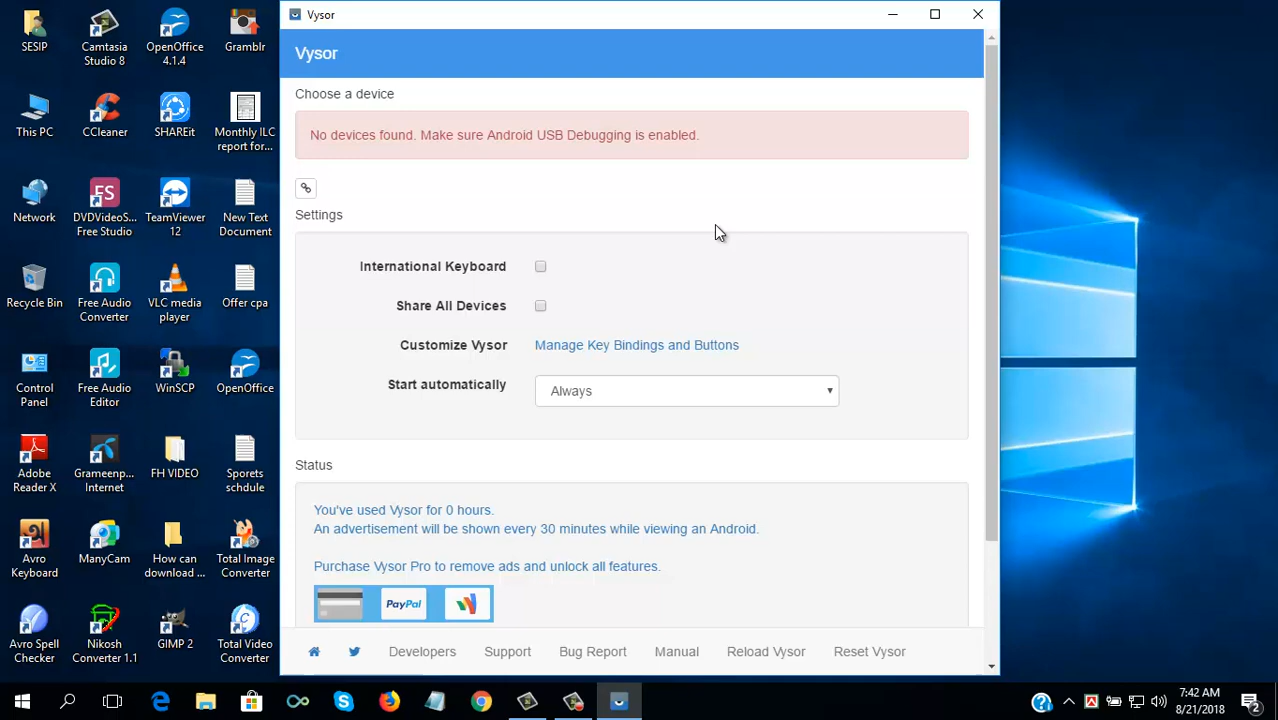 SESIP
Camtasia
Studio 8
OpenOffice
4.1.4
Gramblr
This PC
CCleaner
SHAREit
Monthly ILC
report for...
Network
DVDVideoS...
Free Studio
TeamViewer
12
New Text
Document
Recycle Bin
Free Audio
Converter
VLC media
player
Offer cpa
Control
Panel
Free Audio
Editor
WinSCP
OpenOffice
Adobe
Reader X
Grameenp...
Internet
FH VIDEO
Sporets
schdule
Avro
Keyboard
ManyCam
How can
download ...
Total Image
Converter
Avro Spell
Checker
Nikosh
Converter 1.1
GIMP 2
Total Video
Converter
FS
Vysor
Vysor
Choose a device
No devices found. Make sure Android USB Debugging is enabled.
Settings
International Keyboard
Share All Devices
Customize Vysor
Manage Key Bindings and Buttons
Start automatically
Always
Status
You've used Vysor for 0 hours.
An advertisement will be shown every 30 minutes while viewing an Android.
Purchase Vysor Pro to remove ads and unlock all features.
PayPal
Developers
Support
Bug Report
Manual
Reload Vysor
Reset Vysor
7:42 AM
8/21/2018
2